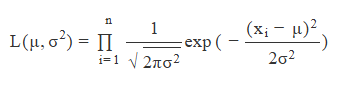 L(μ, σ²) = ∏ᵢ₌₁ⁿ 1/√(2πσ²) exp( − (xᵢ − μ)²/2σ² )